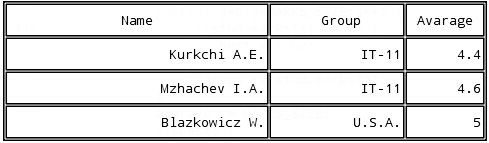 Name Group Avarage
Kurkchi A.E. IT-11 4.4
Mzhachev I.A. IT-11 4.6
Blazkowicz W. U.S.A. 5